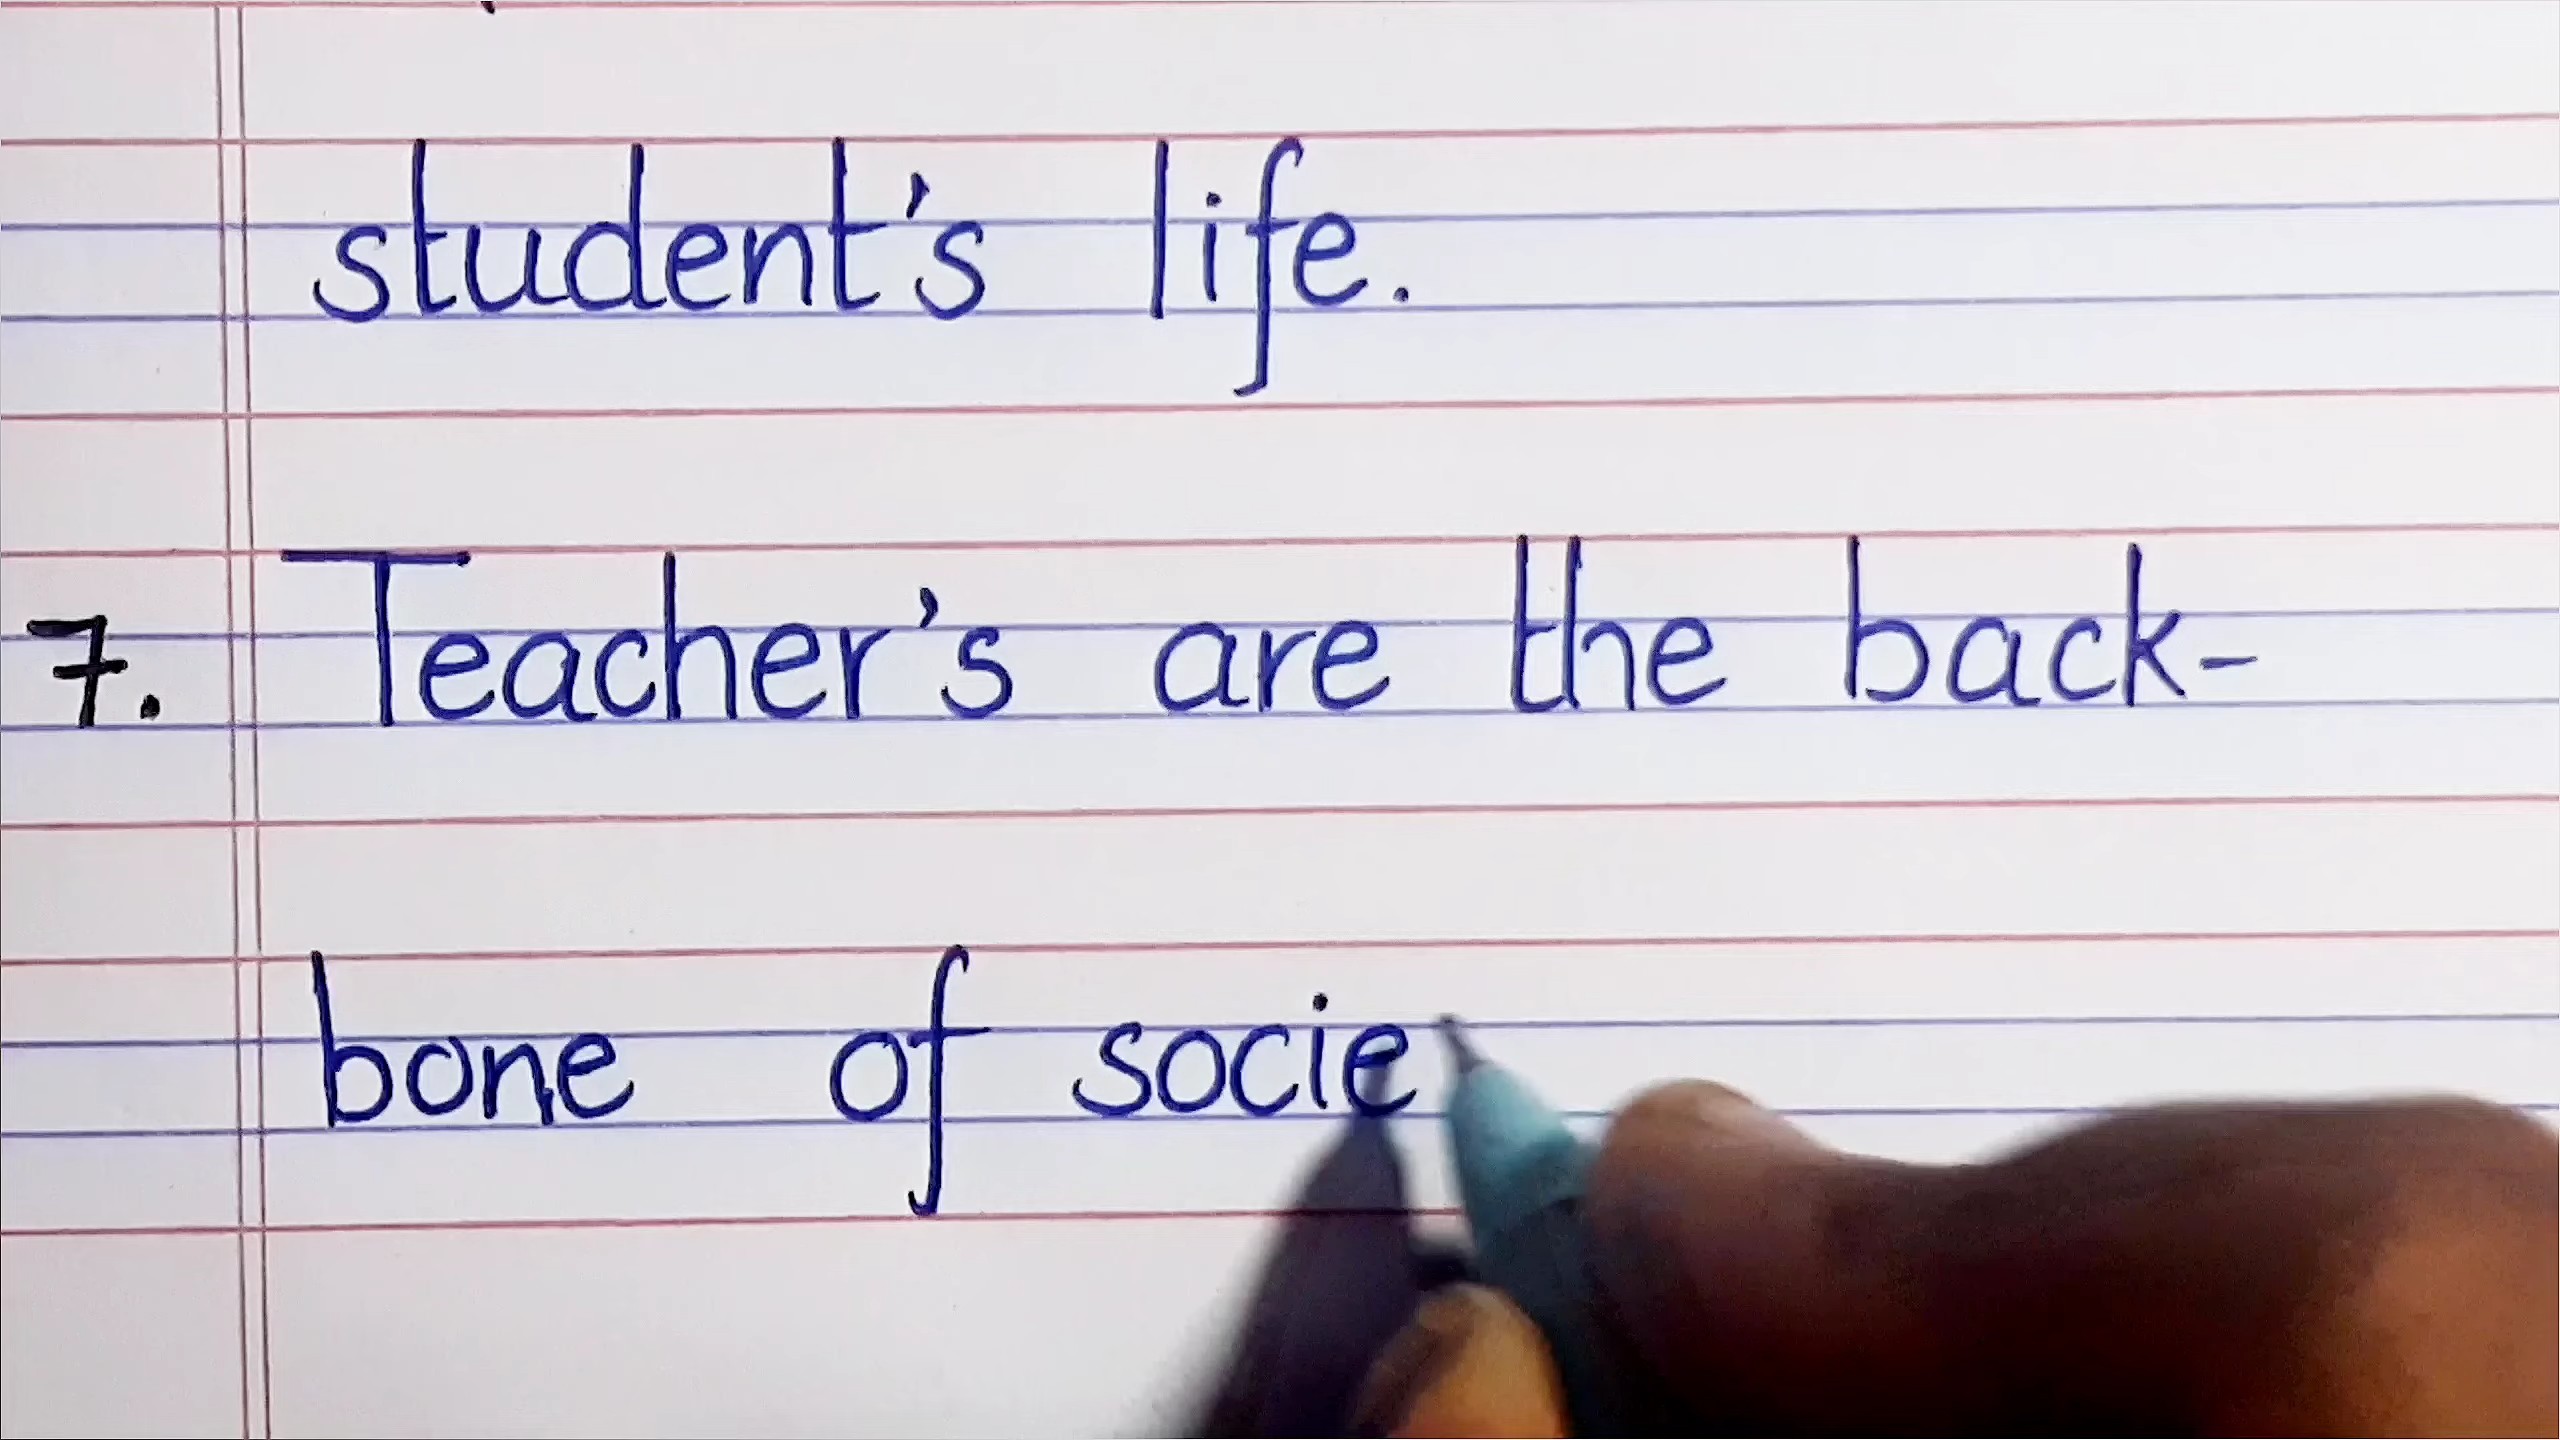 student's life.
7. Teacher's are the back-
bone of socie